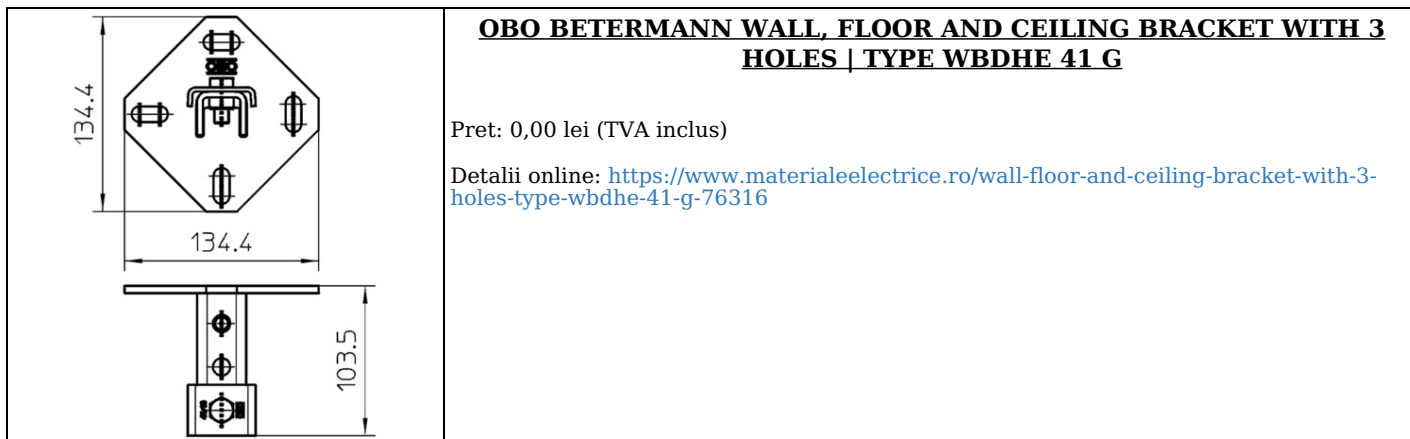 OBO BETERMANN WALL, FLOOR AND CEILING BRACKET WITH 3
HOLES | TYPE WBDHE 41 G
Pret: 0,00 lei (TVA inclus)
Detalii online: https://www.materialeelectrice.ro/wall-floor-and-ceiling-bracket-with-3-
holes-type-wbdhe-41-g-76316
134.4
134.4
103.5